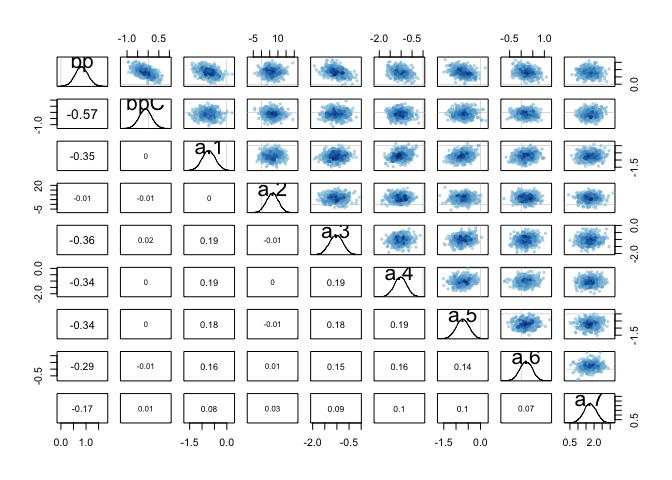 -1.0 0.5 -5 10 -2.0 -0.5 -0.5 1.0
bp 0.0
-1.0 -0.57 bpC
-0.35 0 a.1 -1.5
-5 20 -0.01 -0.01 0 a.2
-0.36 0.02 0.19 -0.01 a.3 -2.0 0.0
-2.0 0.0 -0.34 0 0.19 0 0.19 a.4
-0.34 0 0.18 -0.01 0.18 0.19 a.5 -1.5
-0.5 -0.29 -0.01 0.16 0.01 0.15 0.16 0.14 a.6
-0.17 0.01 0.08 0.03 0.09 0.1 0.1 0.07 a.7 0.5
0.0 1.0 -1.5 0.0 -2.0 -0.5 -1.5 0.0 0.5 2.0